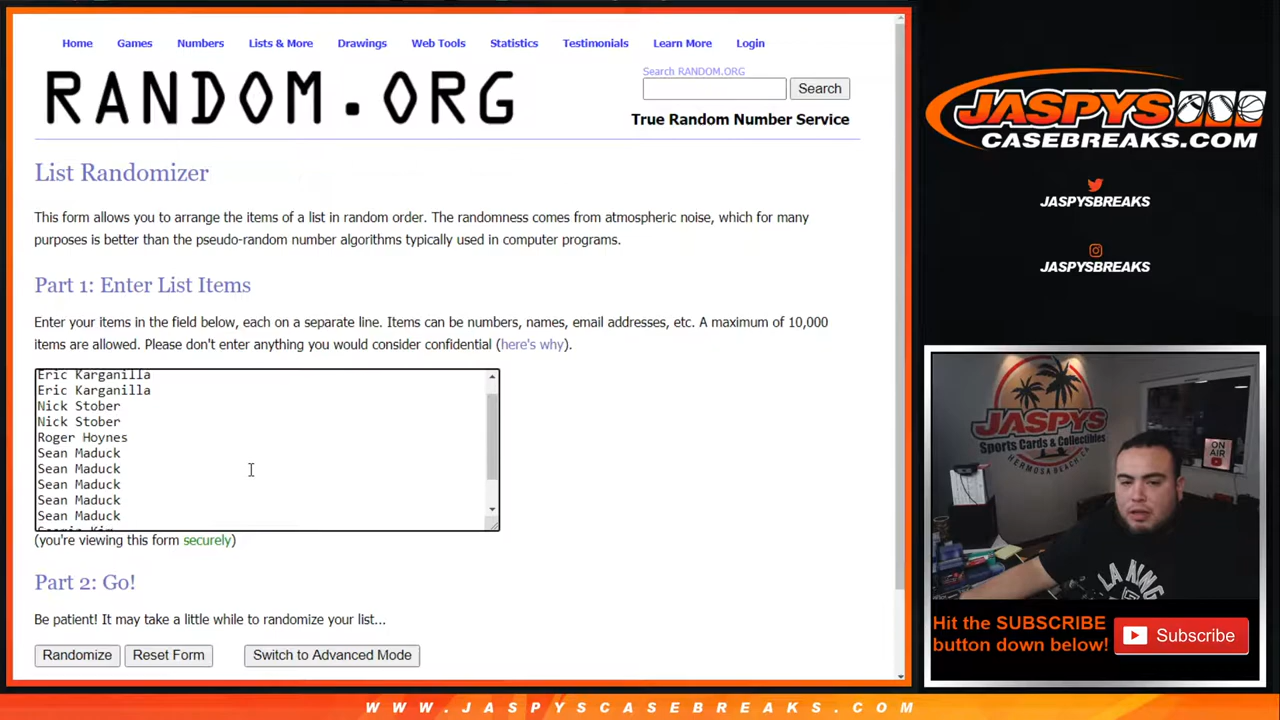 Home Games Numbers Lists & More Drawings Web Tools Statistics Testimonials Learn More Login
Search RANDOM.ORG
Search
RANDOM.ORG
True Random Number Service
List Randomizer
This form allows you to arrange the items of a list in random order. The randomness comes from atmospheric noise, which for many
purposes is better than the pseudo-random number algorithms typically used in computer programs.
Part 1: Enter List Items
Enter your items in the field below, each on a separate line. Items can be numbers, names, email addresses, etc. A maximum of 10,000
items are allowed. Please don't enter anything you would consider confidential (here's why).
Eric Karganilla
Eric Karganilla
Nick Stober
Nick Stober
Roger Hoynes
Sean Maduck
Sean Maduck
Sean Maduck
Sean Maduck
Sean Maduck
(you're viewing this form securely)
Part 2: Go!
Be patient! It may take a little while to randomize your list...
Randomize Reset Form Switch to Advanced Mode
JASPYS
CASEBREAKS.COM
JASPYSBREAKS
JASPYSBREAKS
JASPYS
Sports Cards & Collectibles
HERMOSA BEACH, CA
ON AIR
LA KING
Hit the SUBSCRIBE
button down below!
Subscribe
WWW.JASPYSCASEBREAKS.COM